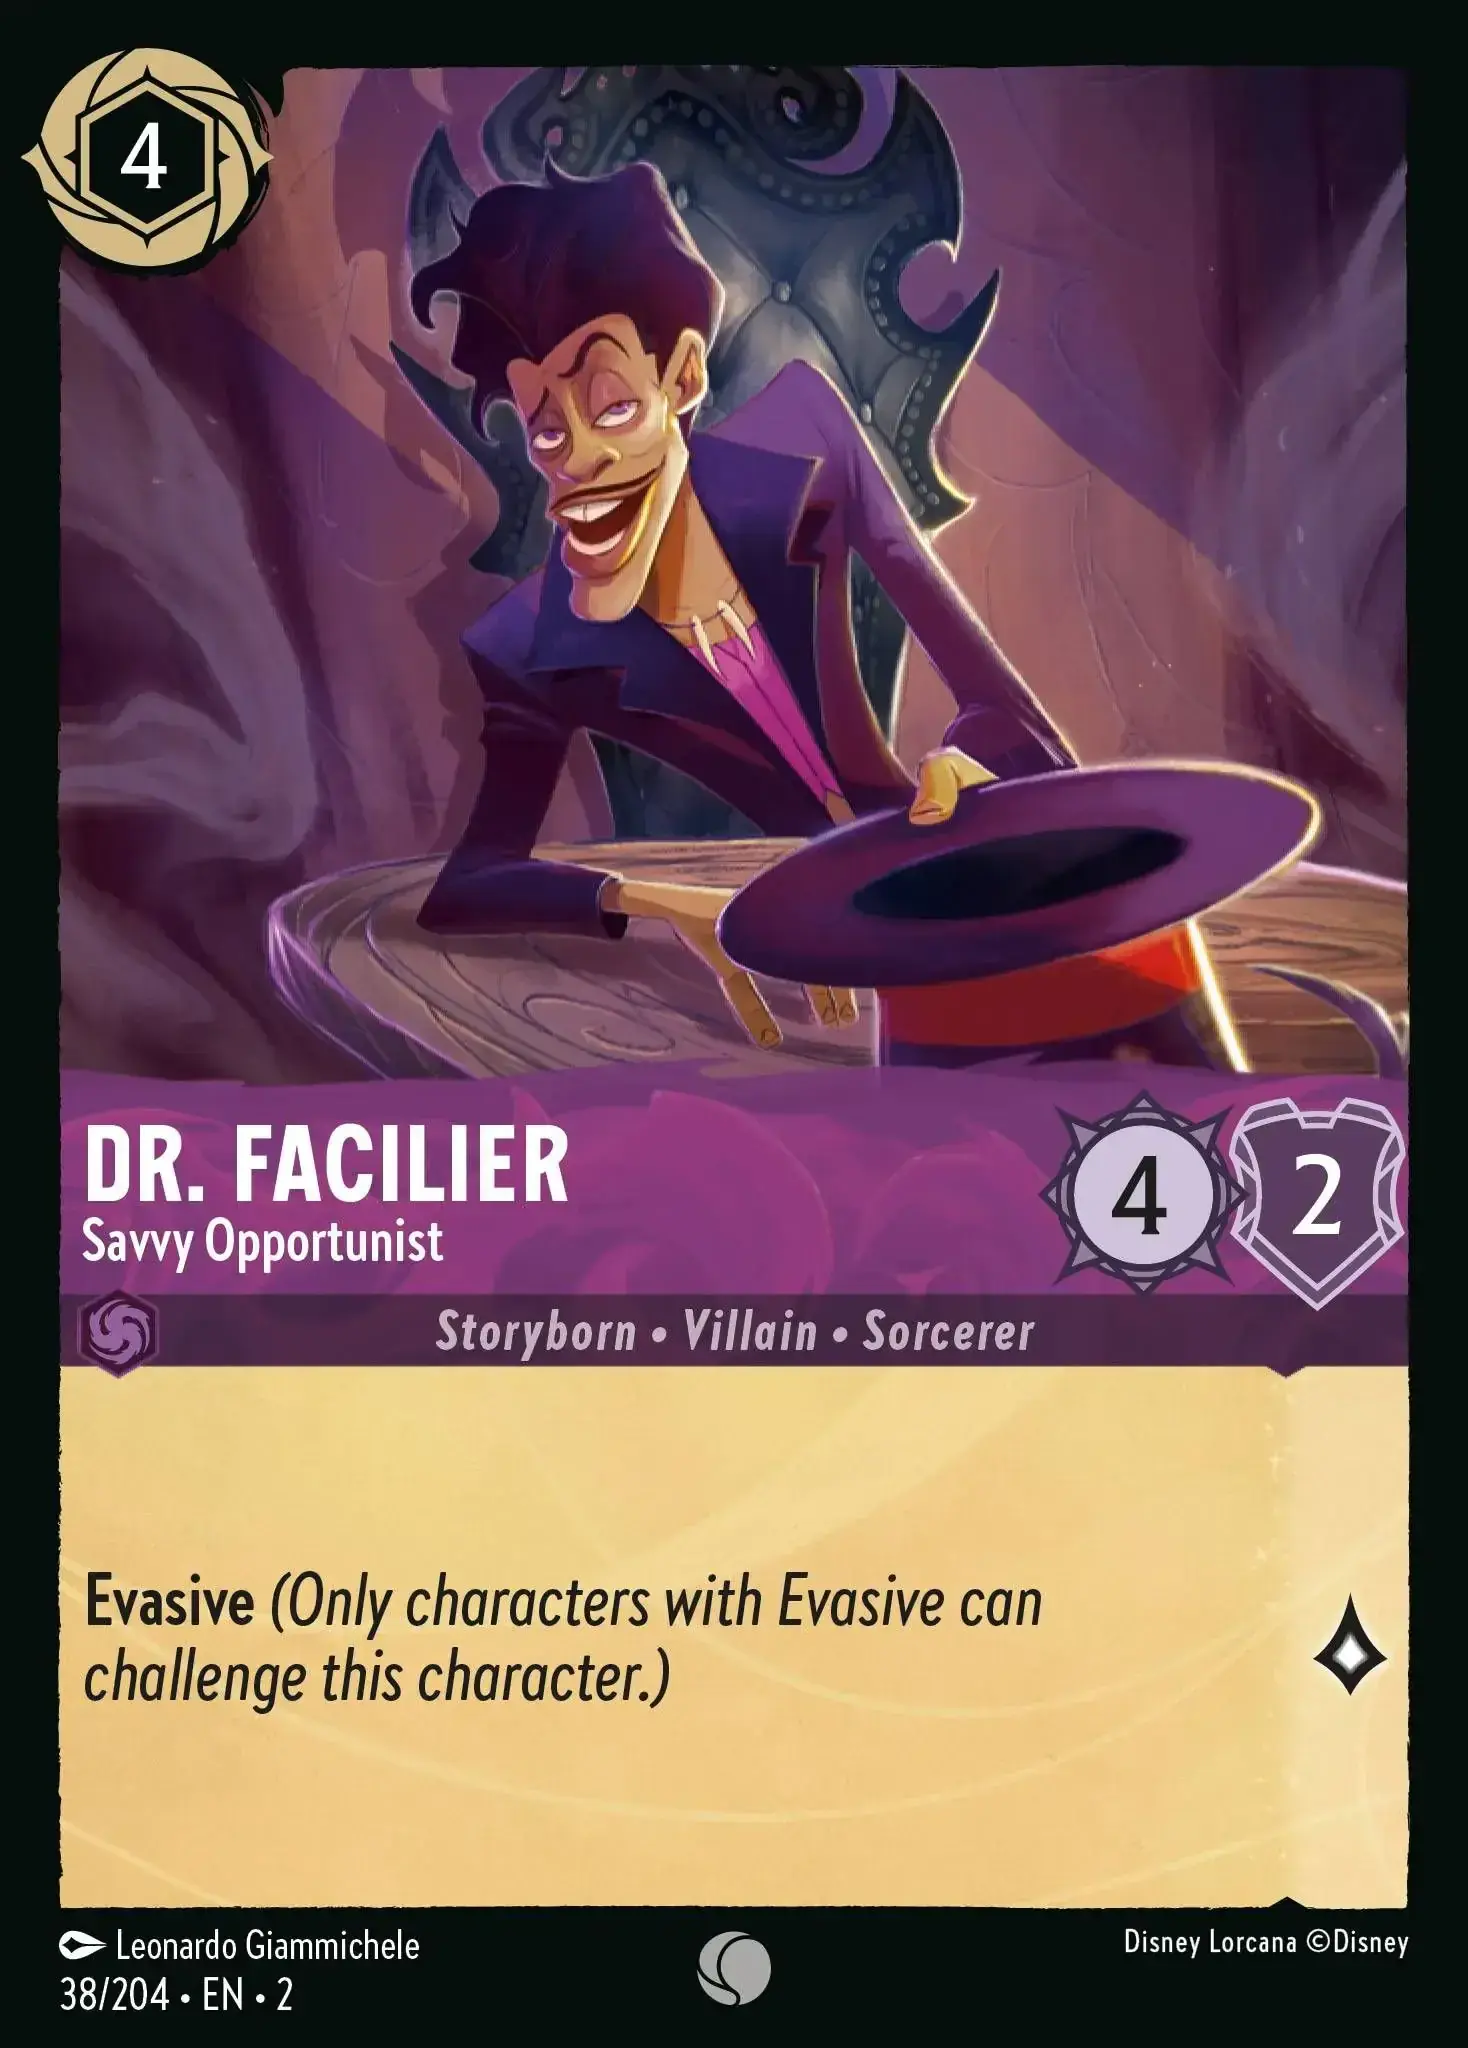 4
DR. FACILIER
Savvy Opportunist
4
2
Storyborn • Villain • Sorcerer
Evasive (Only characters with Evasive can
challenge this character.)
Leonardo Giammichele
38/204 • EN • 2
Disney Lorcana ©Disney